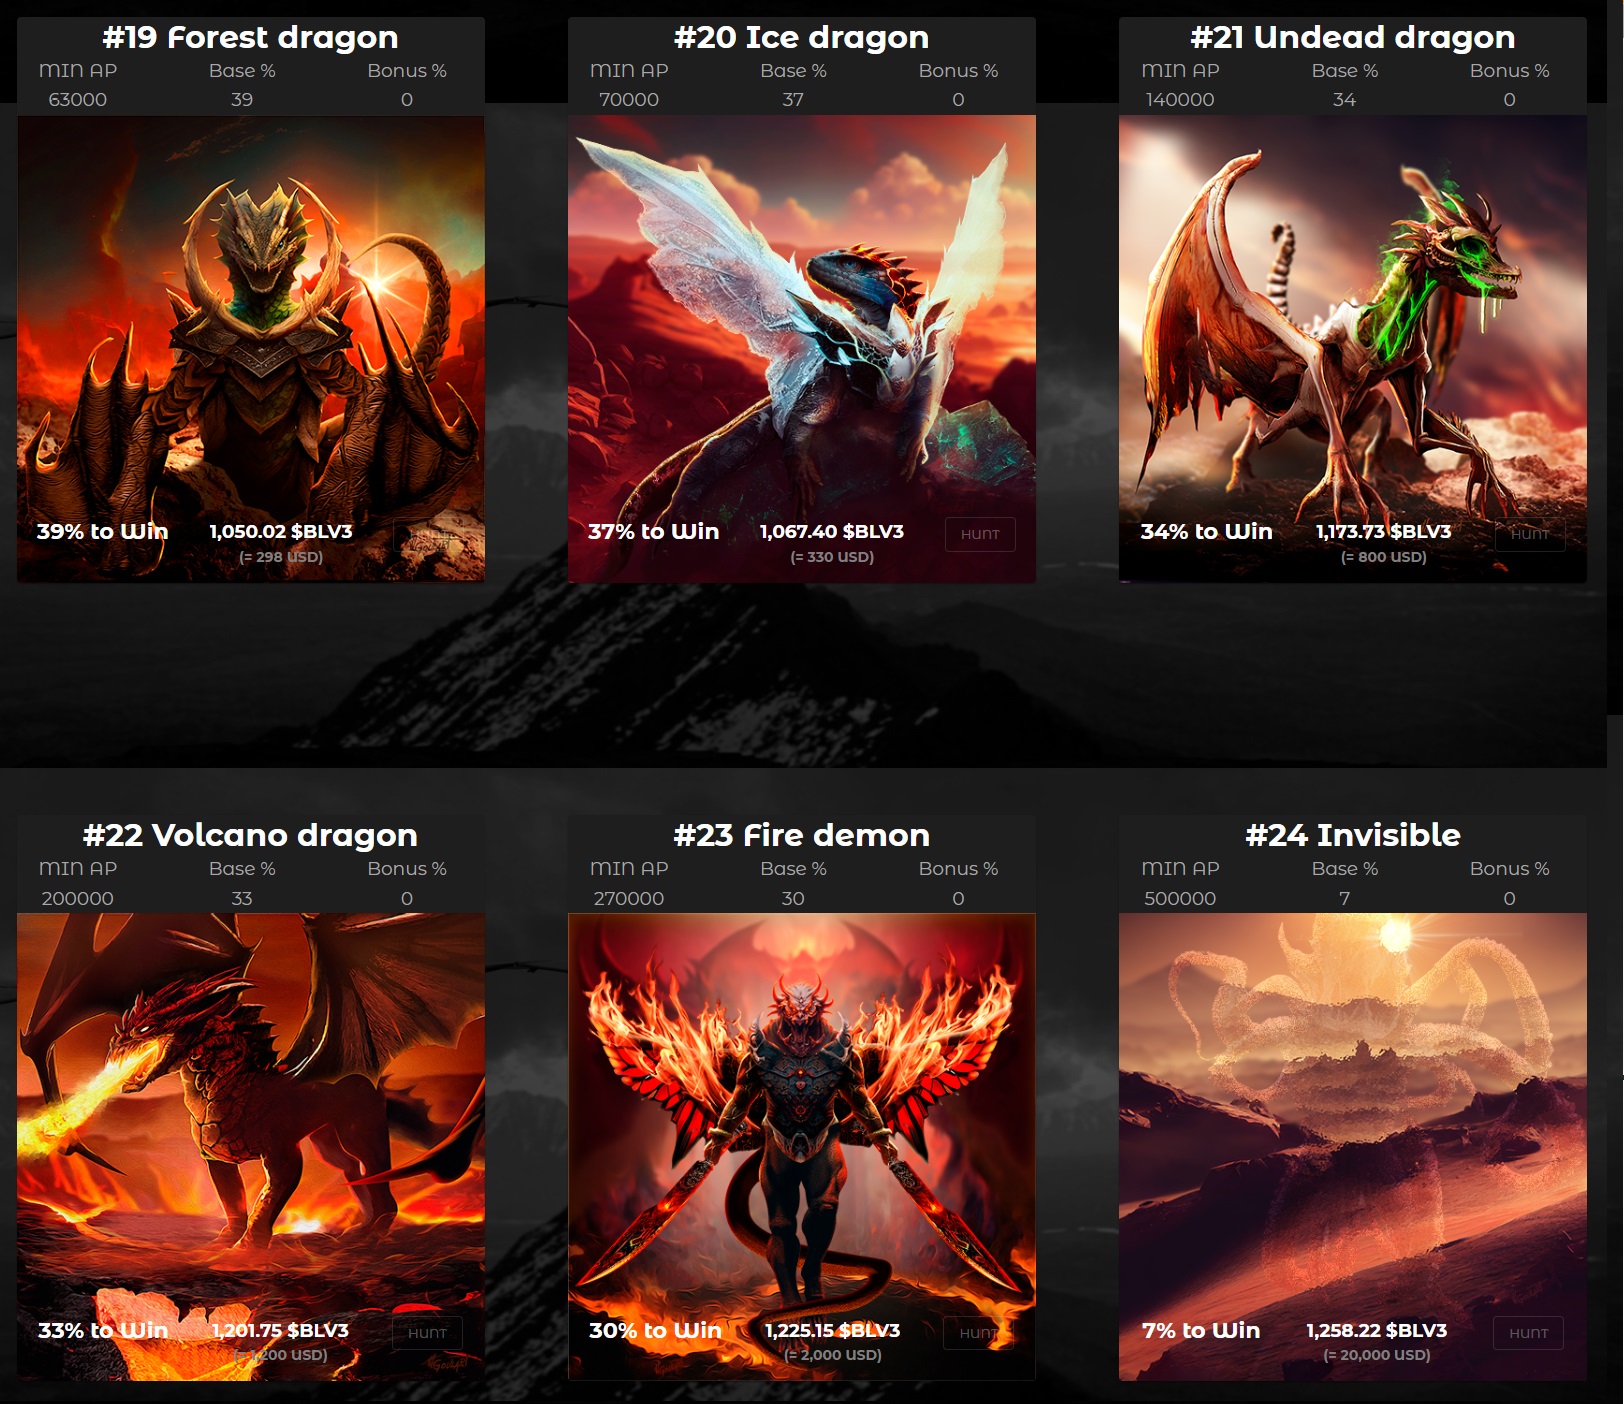 #19 Forest dragon
MIN AP Base % Bonus %
63000 39 0
39% to Win 1,050.02 $BLV3
(= 298 USD)
#20 Ice dragon
MIN AP Base % Bonus %
70000 37 0
37% to Win 1,067.40 $BLV3 HUNT
(= 330 USD)
#21 Undead dragon
MIN AP Base % Bonus %
140000 34 0
34% to Win 1,173.73 $BLV3 HUNT
(= 800 USD)
#22 Volcano dragon
MIN AP Base % Bonus %
200000 33 0
33% to Win 1,201.75 $BLV3 HUNT
(= 1,200 USD)
#23 Fire demon
MIN AP Base % Bonus %
270000 30 0
30% to Win 1,225.15 $BLV3 HUNT
(= 2,000 USD)
#24 Invisible
MIN AP Base % Bonus %
500000 7 0
7% to Win 1,258.22 $BLV3 HUNT
(= 20,000 USD)